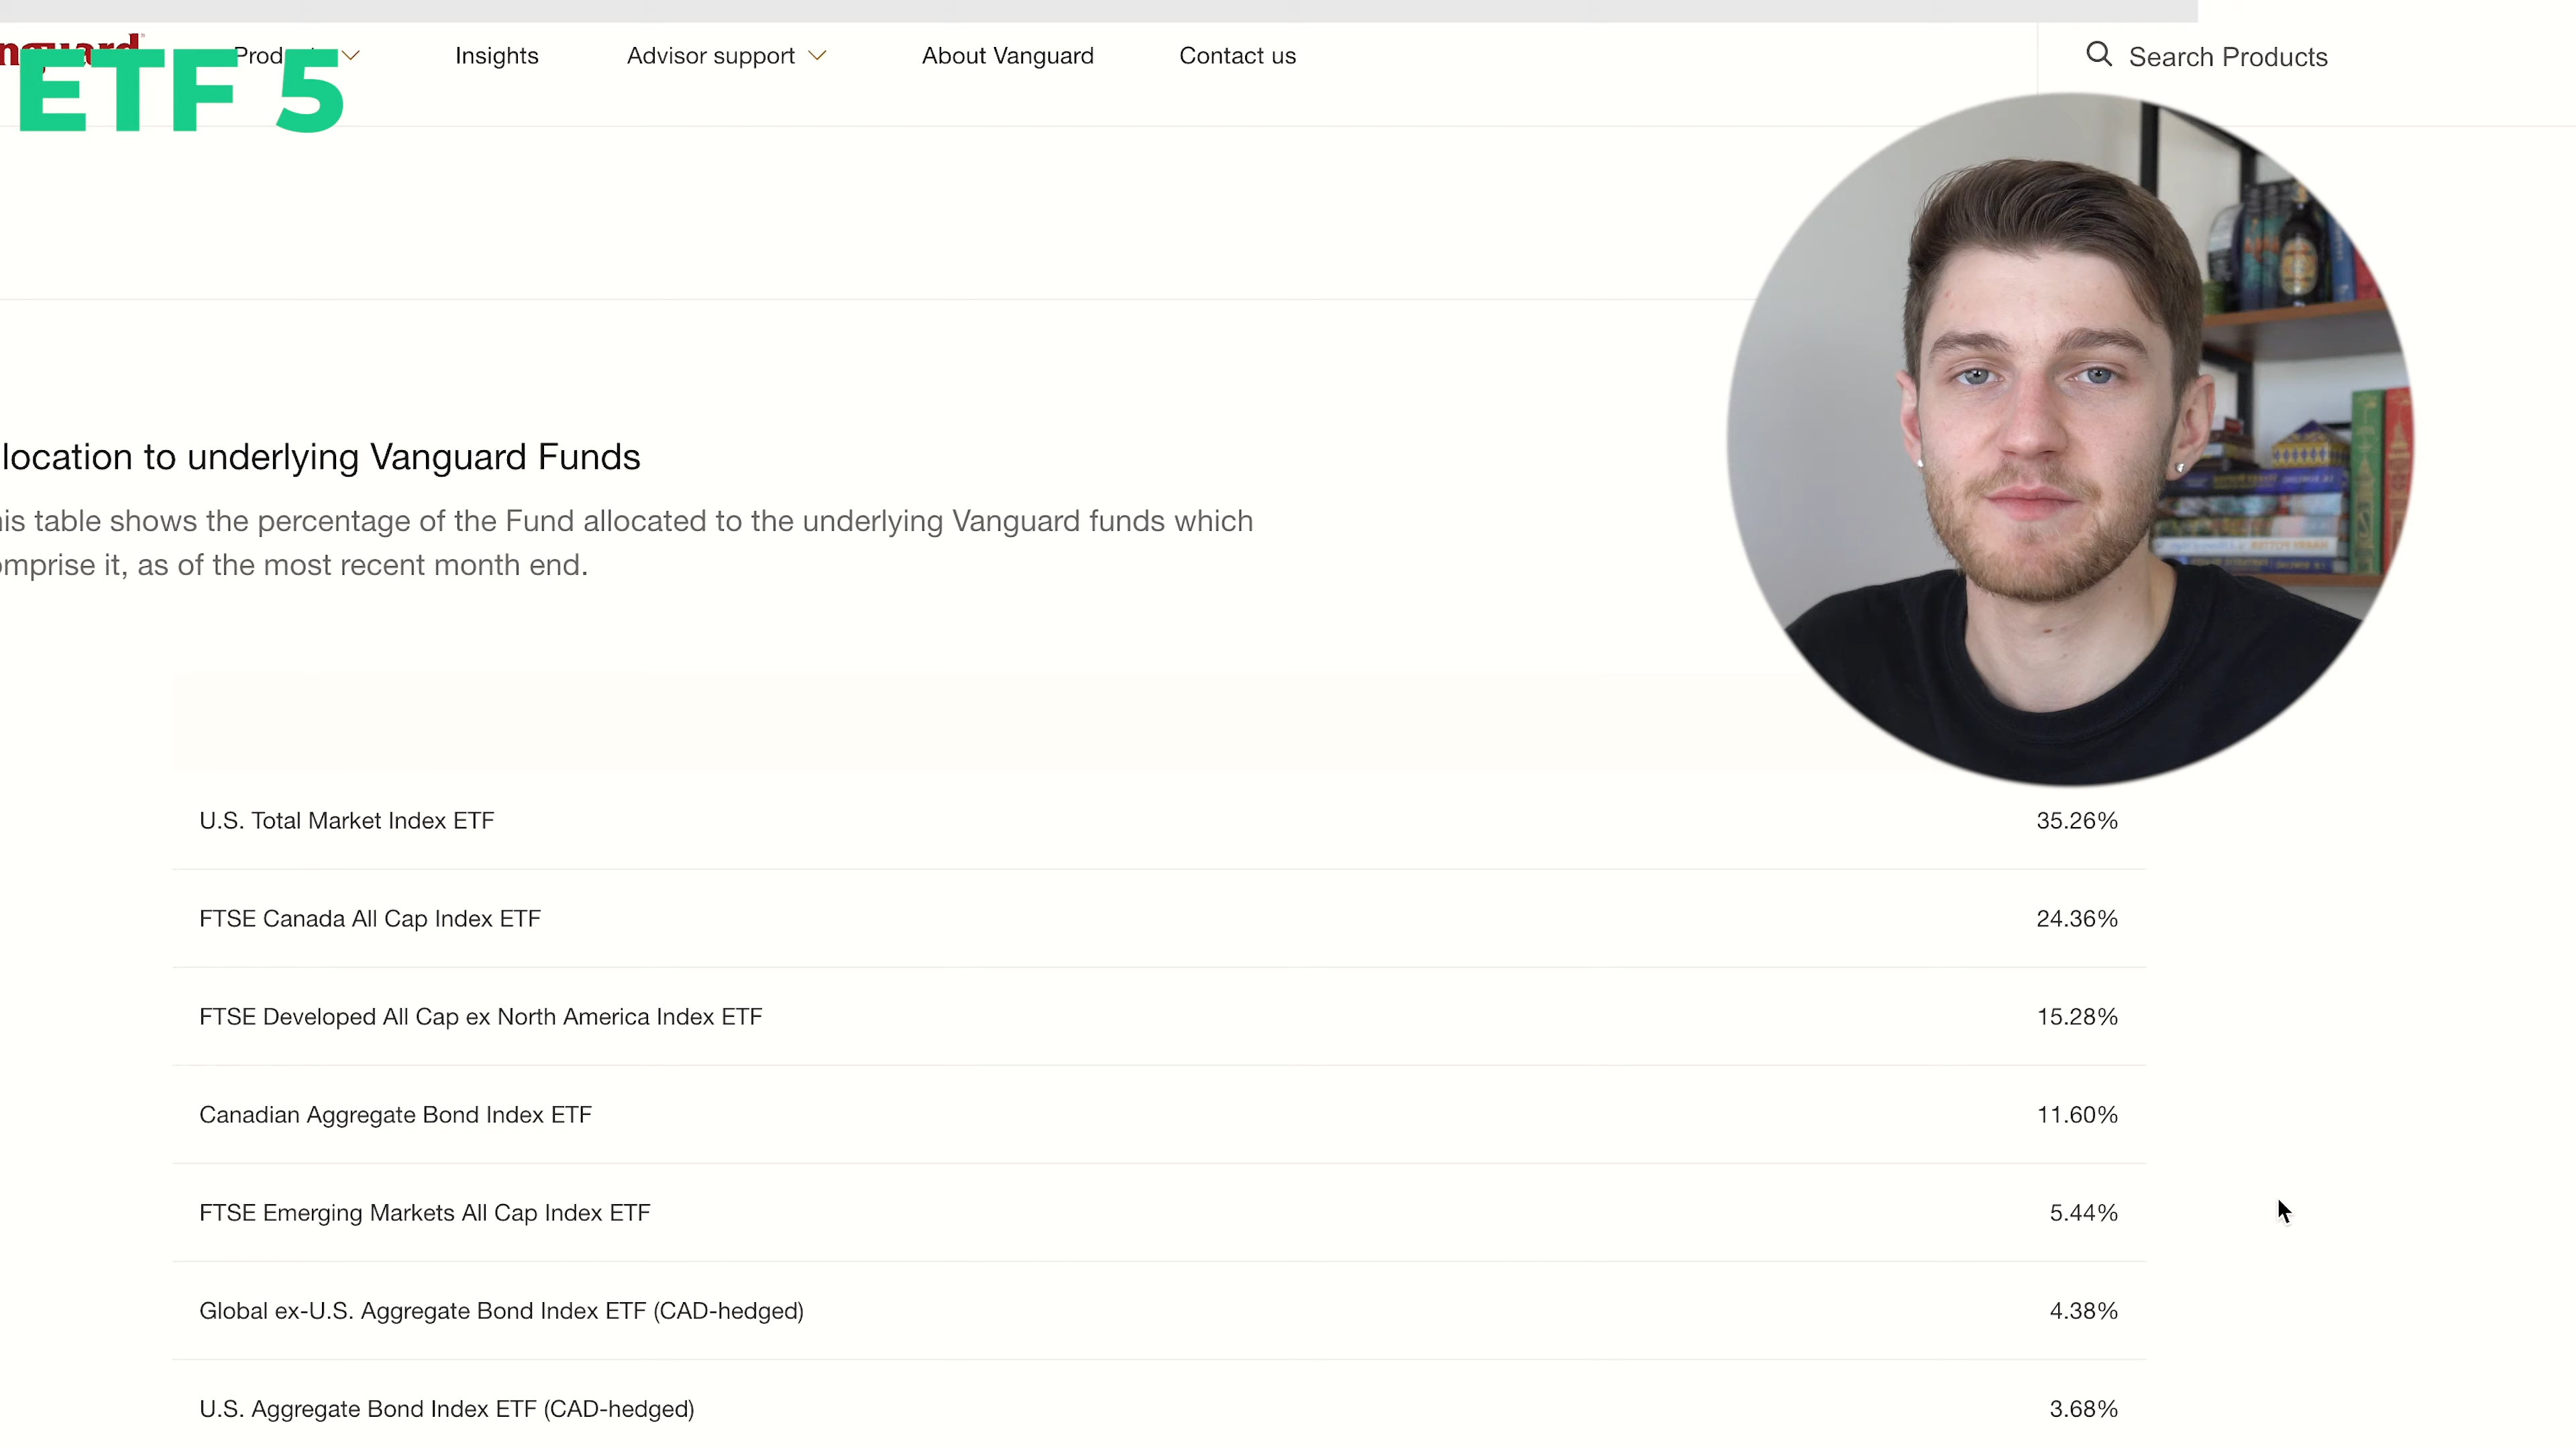 ETF 5
Insights
Advisor support
About Vanguard
Contact us
Search Products
location to underlying Vanguard Funds
is table shows the percentage of the Fund allocated to the underlying Vanguard funds which
mprise it, as of the most recent month end.
U.S. Total Market Index ETF 35.26%
FTSE Canada All Cap Index ETF 24.36%
FTSE Developed All Cap ex North America Index ETF 15.28%
Canadian Aggregate Bond Index ETF 11.60%
FTSE Emerging Markets All Cap Index ETF 5.44%
Global ex-U.S. Aggregate Bond Index ETF (CAD-hedged) 4.38%
U.S. Aggregate Bond Index ETF (CAD-hedged) 3.68%